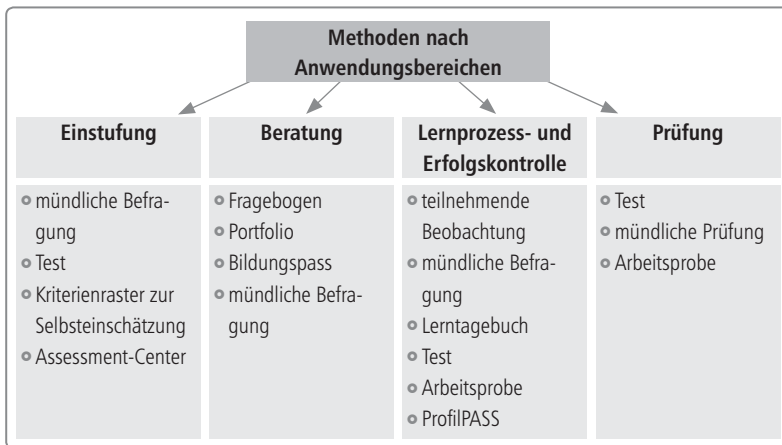 Methoden nach
Anwendungsbereichen
Einstufung
mündliche Befra-
gung
Test
Kriterienraster zur
Selbsteinschätzung
Assessment-Center
Beratung
Fragebogen
Portfolio
Bildungspass
mündliche Befra-
gung
Lernprozess- und
Erfolgskontrolle
teilnehmende
Beobachtung
mündliche Befra-
gung
Lerntagebuch
Test
Arbeitsprobe
ProfilPASS
Prüfung
Test
mündliche Prüfung
Arbeitsprobe